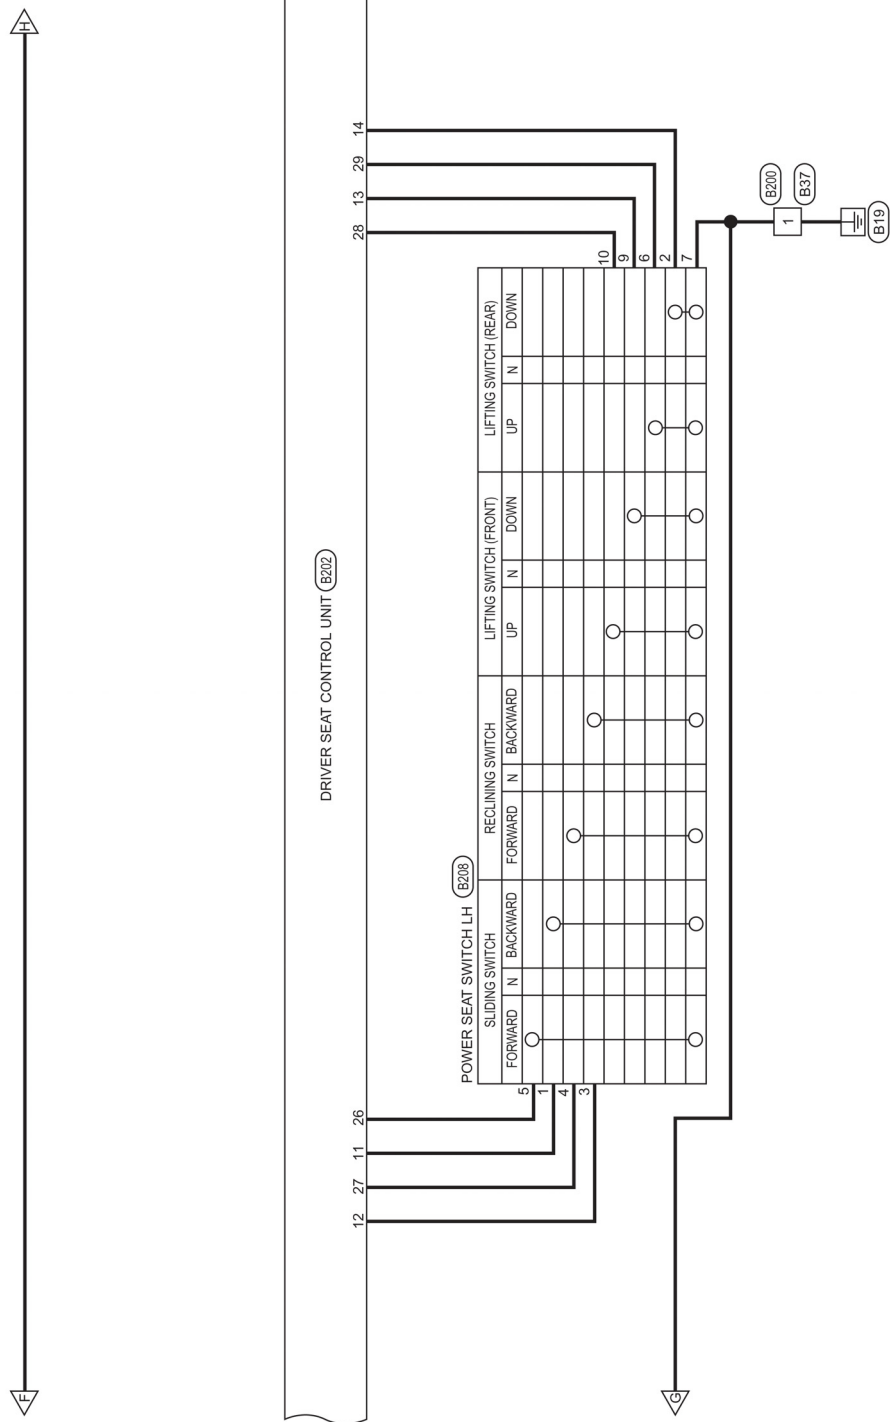 H
14
29
13
28
B200
B37
1
B19
10
9
6
2
7
DRIVER SEAT CONTROL UNIT B202
POWER SEAT SWITCH LH B208
SLIDING SWITCH
RECLINING SWITCH
LIFTING SWITCH (FRONT)
LIFTING SWITCH (REAR)
FORWARD
N
BACKWARD
FORWARD
N
BACKWARD
UP
N
DOWN
UP
N
DOWN
5
1
4
3
26
11
27
12
F
G